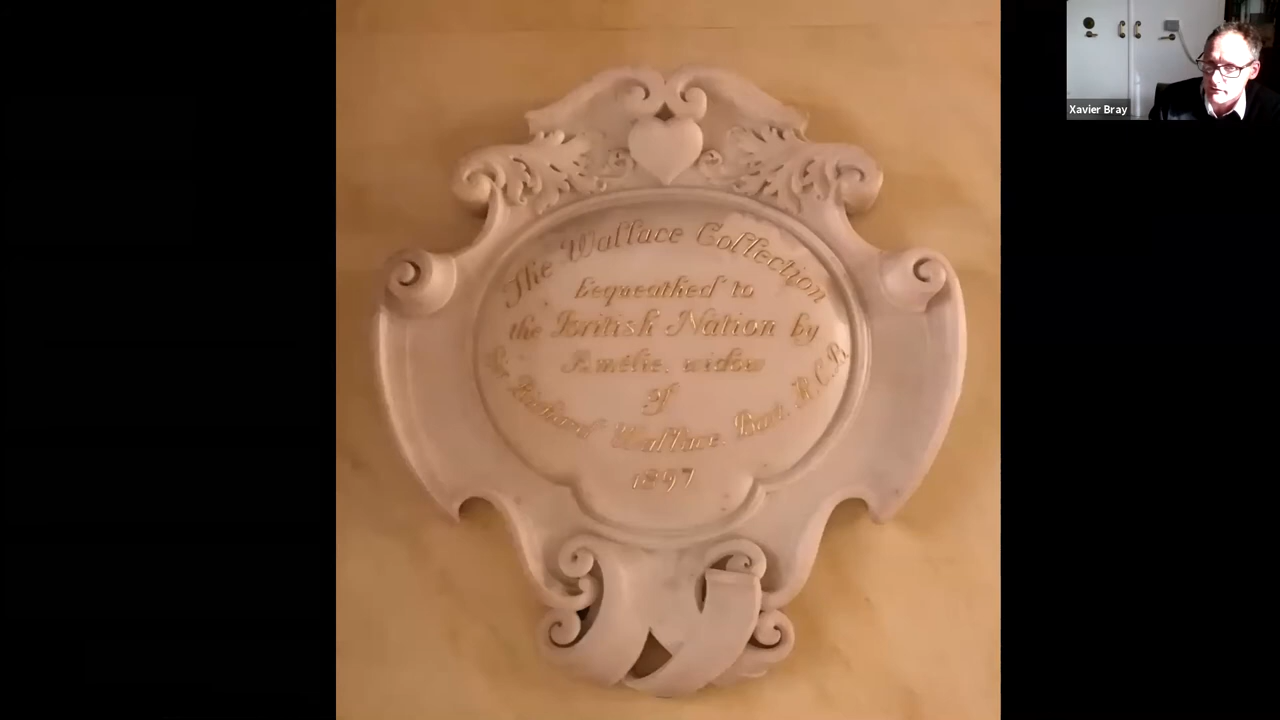 The Wallace Collection
Bequeathed to
the British Nation by
Amélie, widow
of
Sir Richard Wallace, Bart, K.C.B.
1897
Xavier Bray